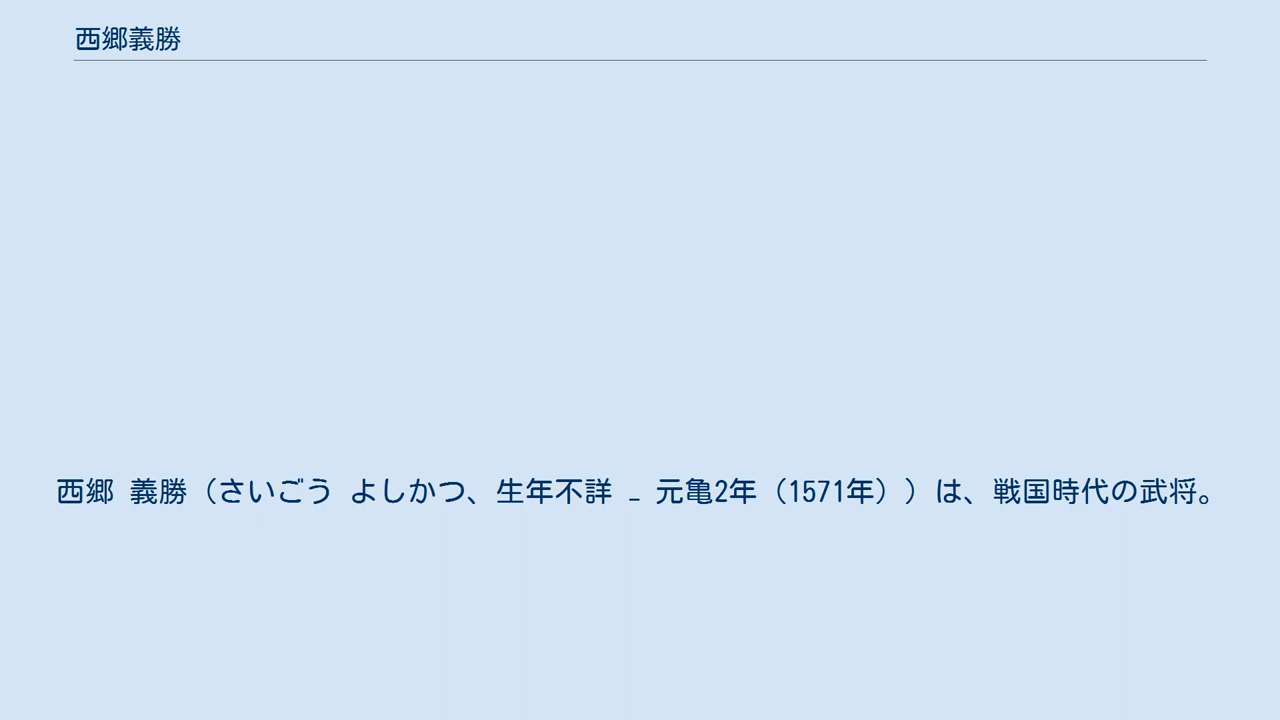 西郷義勝
西郷 義勝（さいごう よしかつ、生年不詳 - 元亀2年（1571年））は、戦国時代の武将。